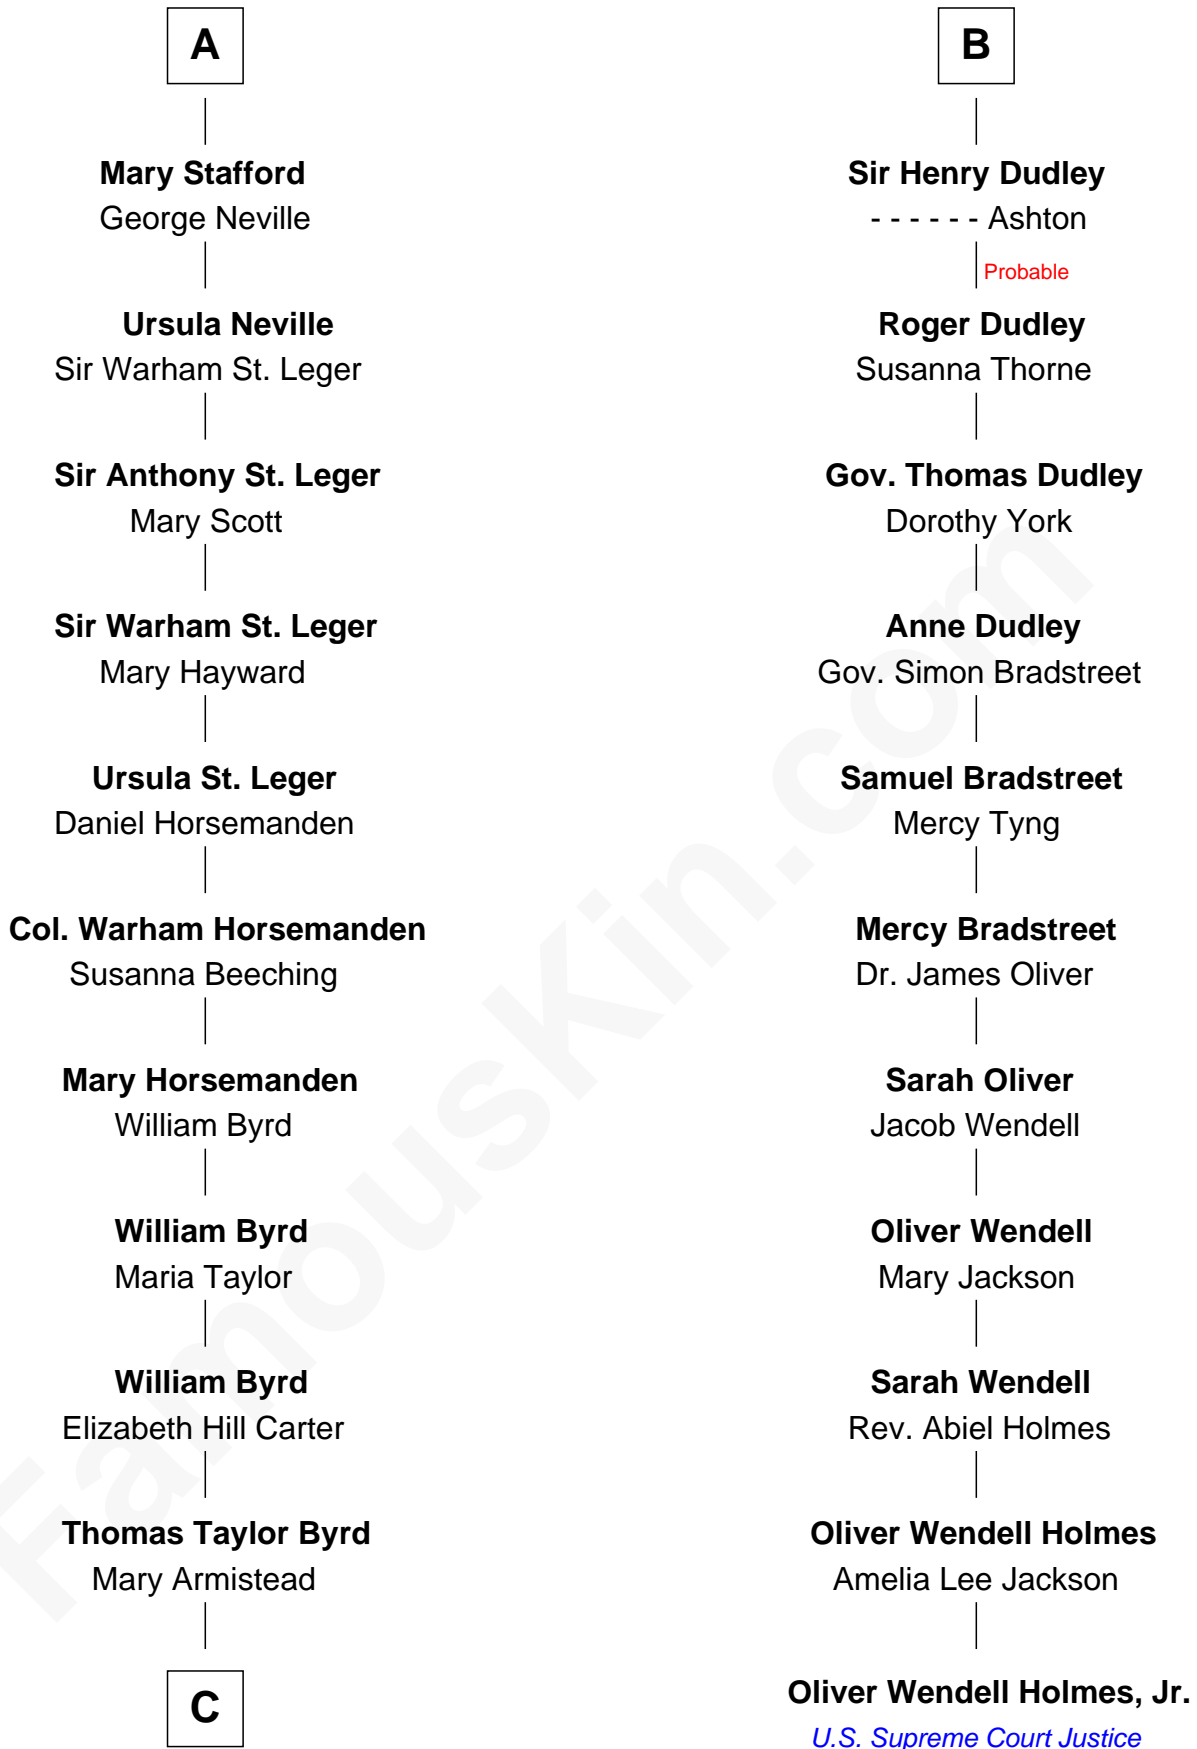 A
Mary Stafford
George Neville
Ursula Neville
Sir Warham St. Leger
Sir Anthony St. Leger
Mary Scott
Sir Warham St. Leger
Mary Hayward
Ursula St. Leger
Daniel Horsemanden
Col. Warham Horsemanden
Susanna Beeching
Mary Horsemanden
William Byrd
William Byrd
Maria Taylor
William Byrd
Elizabeth Hill Carter
Thomas Taylor Byrd
Mary Armistead
C
B
Sir Henry Dudley
- - - - - - Ashton
Probable
Roger Dudley
Susanna Thorne
Gov. Thomas Dudley
Dorothy York
Anne Dudley
Gov. Simon Bradstreet
Samuel Bradstreet
Mercy Tyng
Mercy Bradstreet
Dr. James Oliver
Sarah Oliver
Jacob Wendell
Oliver Wendell
Mary Jackson
Sarah Wendell
Rev. Abiel Holmes
Oliver Wendell Holmes
Amelia Lee Jackson
Oliver Wendell Holmes, Jr.
U.S. Supreme Court Justice
FamousKin.com